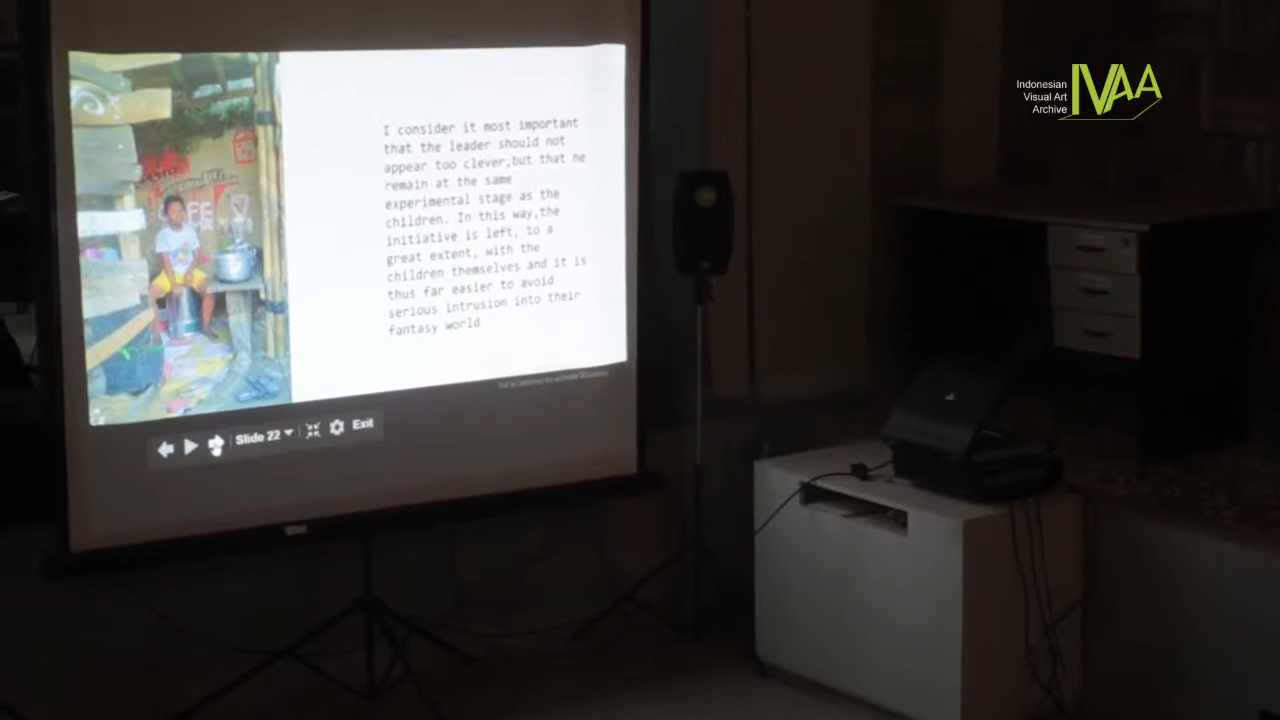 Indonesian
Visual Art
Archive
IVAA
I consider it most important
that the leader should not
appear too clever,but that he
remain at the same
experimental stage as the
children. In this way,the
initiative is left, to a
great extent, with the
children themselves and it is
thus far easier to avoid
serious intrusion into their
fantasy world
Slide 22
Exit